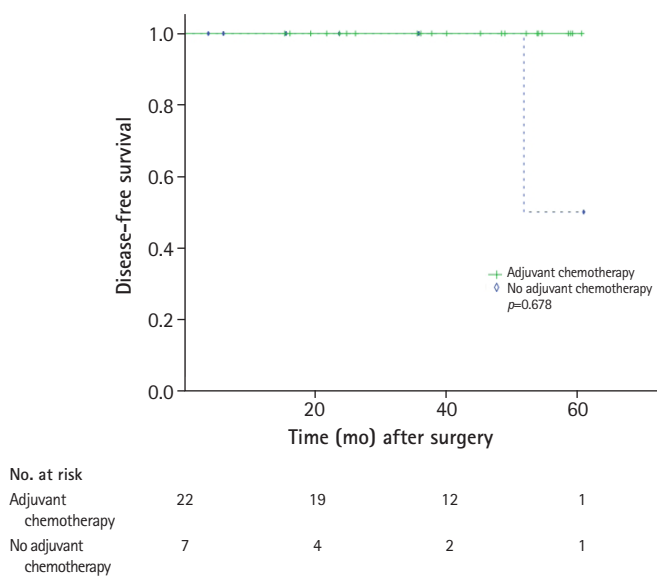 1.0
0.8
0.6
0.4
0.2
0.0
Disease-free survival
Adjuvant chemotherapy
No adjuvant chemotherapy
p=0.678
20 40 60
Time (mo) after surgery
No. at risk
Adjuvant 22 19 12 1
chemotherapy
No adjuvant 7 4 2 1
chemotherapy